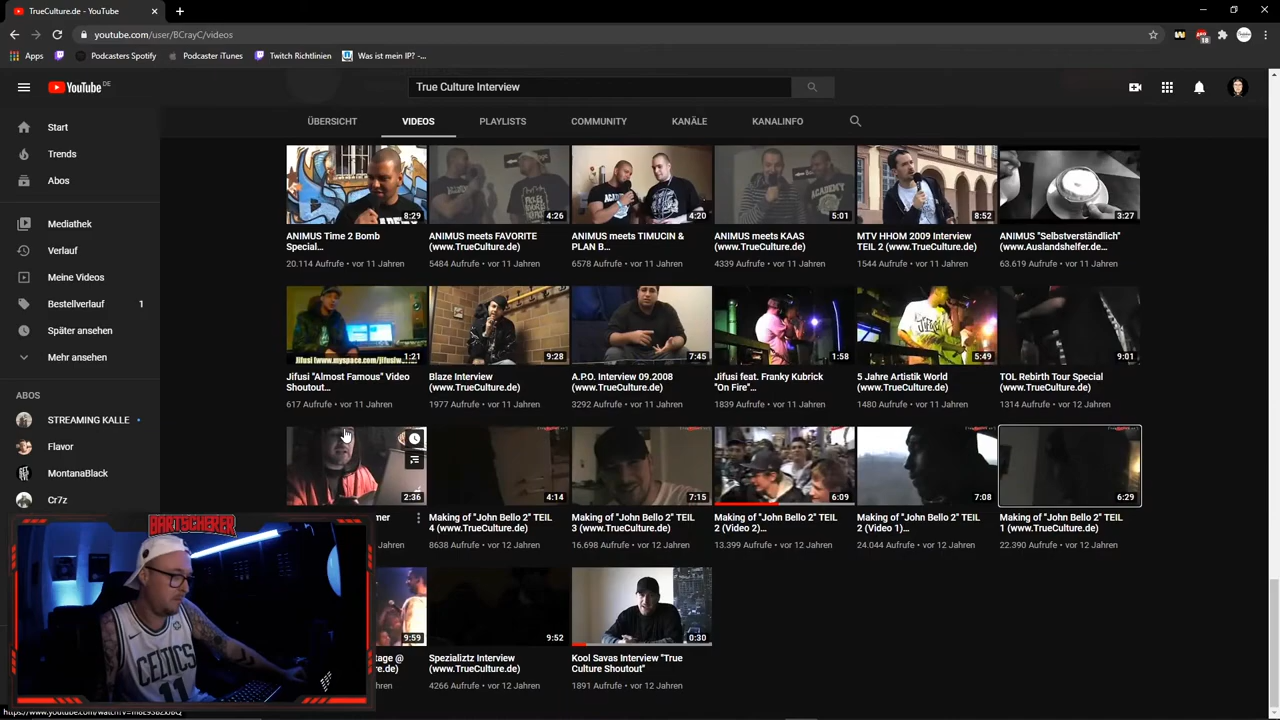 TrueCulture.de - YouTube
youtube.com/user/BCrayC/videos
Apps
Podcasters Spotify
Podcaster iTunes
Twitch Richtlinien
Was ist mein IP? -...
YouTube DE
True Culture Interview
ÜBERSICHT VIDEOS PLAYLISTS COMMUNITY KANÄLE KANALINFO
Start
Trends
Abos
Mediathek
Verlauf
Meine Videos
Bestellverlauf 1
Später ansehen
Mehr ansehen
ABOS
STREAMING KALLE
Flavor
MontanaBlack
Cr7z
8:29
ANIMUS Time 2 Bomb
Special...
20.114 Aufrufe • vor 11 Jahren
4:26
ANIMUS meets FAVORITE
(www.TrueCulture.de)
5484 Aufrufe • vor 11 Jahren
4:20
ANIMUS meets TIMUCIN &
PLAN B...
6578 Aufrufe • vor 11 Jahren
5:01
ANIMUS meets KAAS
(www.TrueCulture.de)
4339 Aufrufe • vor 11 Jahren
8:52
MTV HHOM 2009 Interview
TEIL 2 (www.TrueCulture.de)
1544 Aufrufe • vor 11 Jahren
3:27
ANIMUS "Selbstverständlich"
(www.Auslandshelfer.de...
63.619 Aufrufe • vor 11 Jahren
1:21
Jifusi "Almost Famous" Video
Shoutout...
617 Aufrufe • vor 11 Jahren
9:28
Blaze Interview
(www.TrueCulture.de)
1977 Aufrufe • vor 11 Jahren
7:45
A.P.O. Interview 09.2008
(www.TrueCulture.de)
3292 Aufrufe • vor 11 Jahren
1:58
Jifusi feat. Franky Kubrick
"On Fire"...
1839 Aufrufe • vor 11 Jahren
5:49
5 Jahre Artistik World
(www.TrueCulture.de)
1480 Aufrufe • vor 11 Jahren
9:01
TOL Rebirth Tour Special
(www.TrueCulture.de)
1314 Aufrufe • vor 12 Jahren
2:36
mer
Jahren
4:14
Making of "John Bello 2" TEIL
4 (www.TrueCulture.de)
8638 Aufrufe • vor 12 Jahren
7:15
Making of "John Bello 2" TEIL
3 (www.TrueCulture.de)
16.698 Aufrufe • vor 12 Jahren
6:09
Making of "John Bello 2" TEIL
2 (Video 2)...
13.399 Aufrufe • vor 12 Jahren
7:08
Making of "John Bello 2" TEIL
2 (Video 1)...
24.044 Aufrufe • vor 12 Jahren
6:29
Making of "John Bello 2" TEIL
1 (www.TrueCulture.de)
22.390 Aufrufe • vor 12 Jahren
9:59
age @
de)
Jahren
9:52
Spezializtz Interview
(www.TrueCulture.de)
4266 Aufrufe • vor 12 Jahren
0:30
Kool Savas Interview "True
Culture Shoutout"
1891 Aufrufe • vor 12 Jahren
BARTSCHERER
CELTICS
11